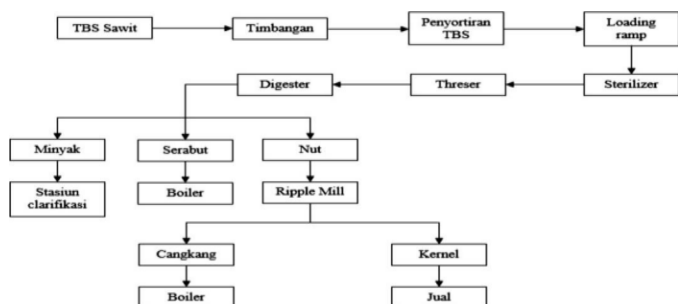 TBS Sawit
Timbangan
Penyortiran
TBS
Loading
ramp
Digester
Threser
Sterilizer
Minyak
Serabut
Nut
Stasiun
clarifikasi
Boiler
Ripple Mill
Cangkang
Kernel
Boiler
Jual